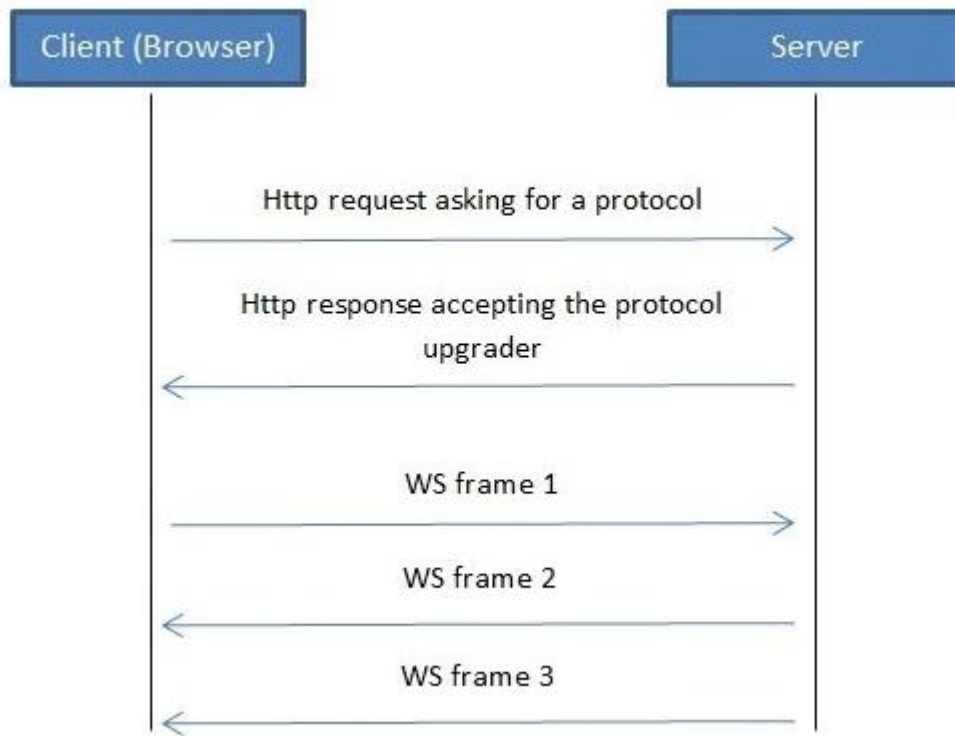 Client (Browser)
Server
Http request asking for a protocol
Http response accepting the protocol
upgrader
WS frame 1
WS frame 2
WS frame 3